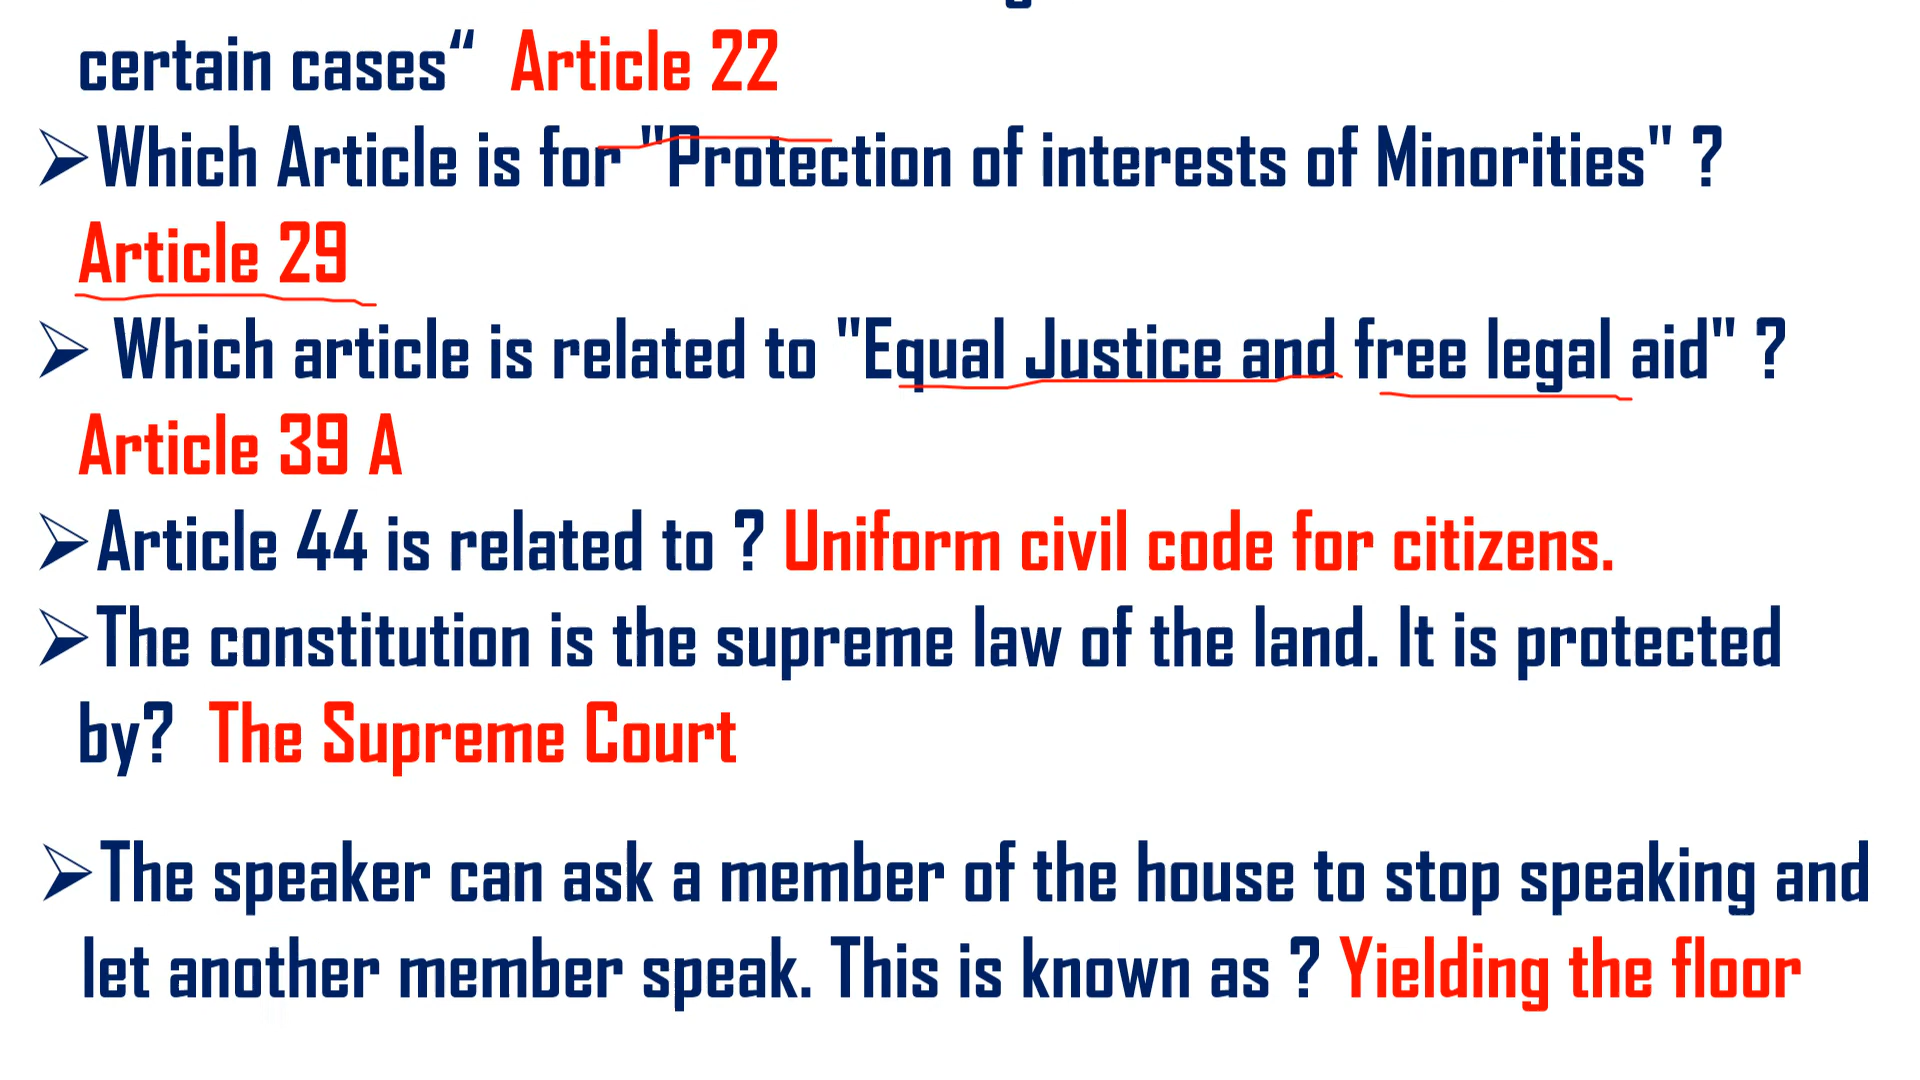 certain cases“ Article 22
➢Which Article is for "Protection of interests of Minorities" ?
Article 29
➢ Which article is related to "Equal Justice and free legal aid" ?
Article 39 A
➢Article 44 is related to ? Uniform civil code for citizens.
➢The constitution is the supreme law of the land. It is protected
by? The Supreme Court
➢The speaker can ask a member of the house to stop speaking and
let another member speak. This is known as ? Yielding the floor